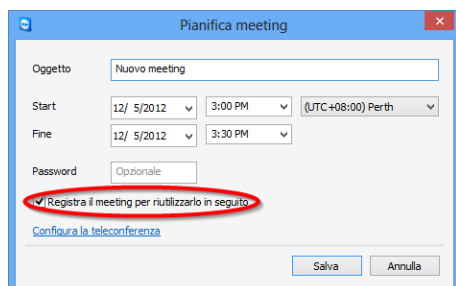 Pianifica meeting
Oggetto Nuovo meeting
Start 12/ 5/2012 3:00 PM (UTC+08:00) Perth
Fine 12/ 5/2012 3:30 PM
Password Opzionale
Registra il meeting per riutilizzarlo in seguito
Configura la teleconferenza
Salva Annulla